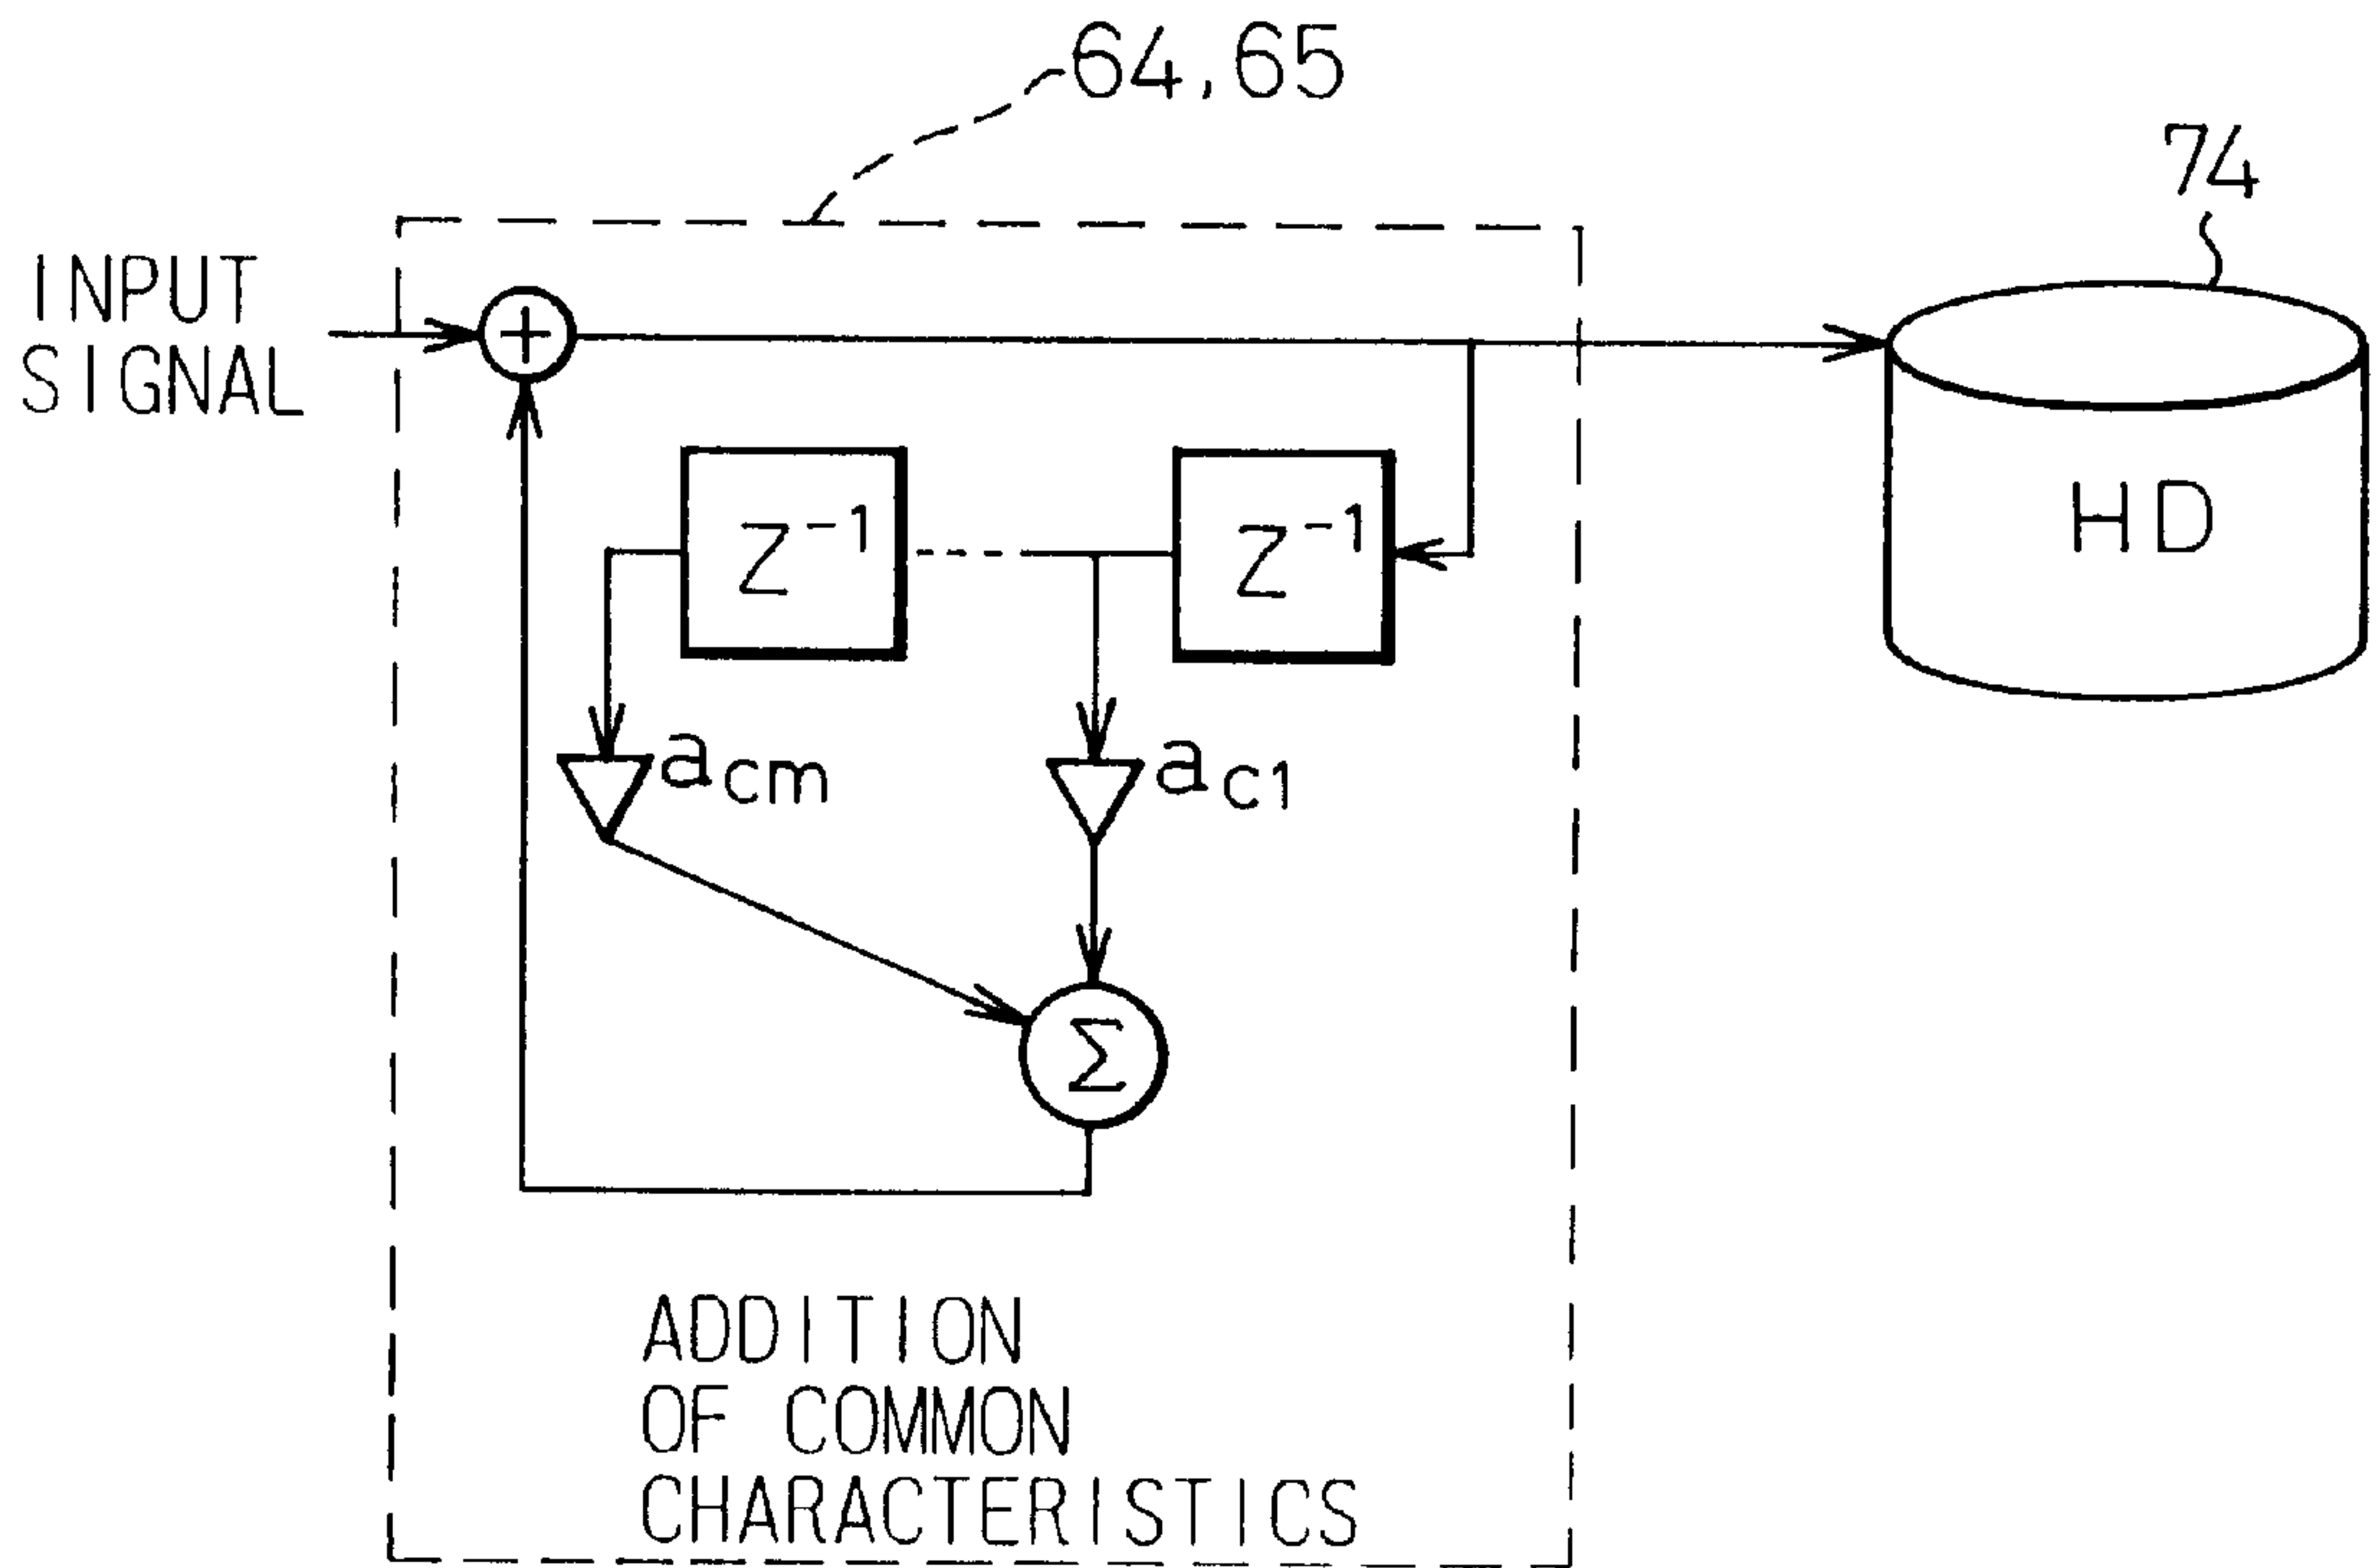 64,65
74
INPUT
SIGNAL
+
Z⁻¹
Z⁻¹
HD
a_cm
a_c1
Σ
ADDITION
OF COMMON
CHARACTERISTICS